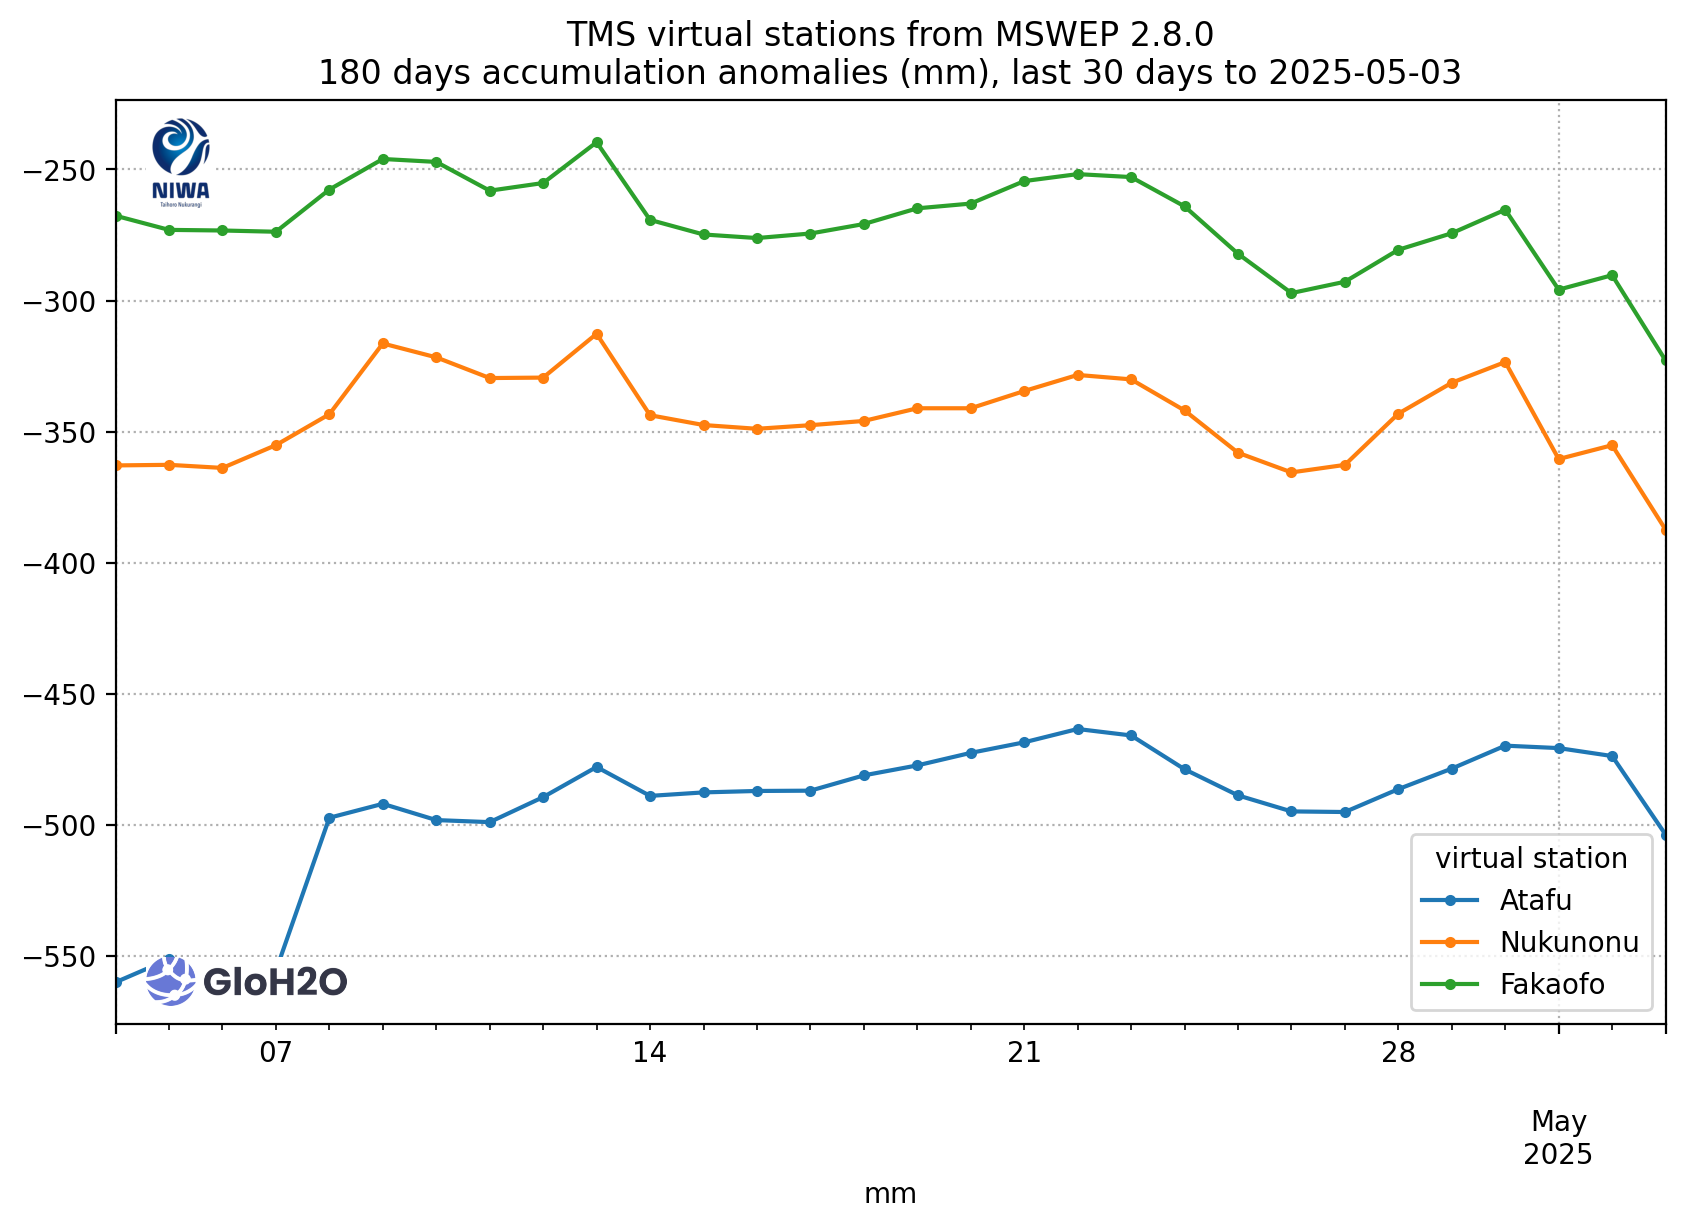 TMS virtual stations from MSWEP 2.8.0
180 days accumulation anomalies (mm), last 30 days to 2025-05-03
NIWA
Taihoro Nukurangi
−250
−300
−350
−400
−450
−500
−550
virtual station
Atafu
Nukunonu
Fakaofo
GloH2O
07
14
21
28
May
2025
mm